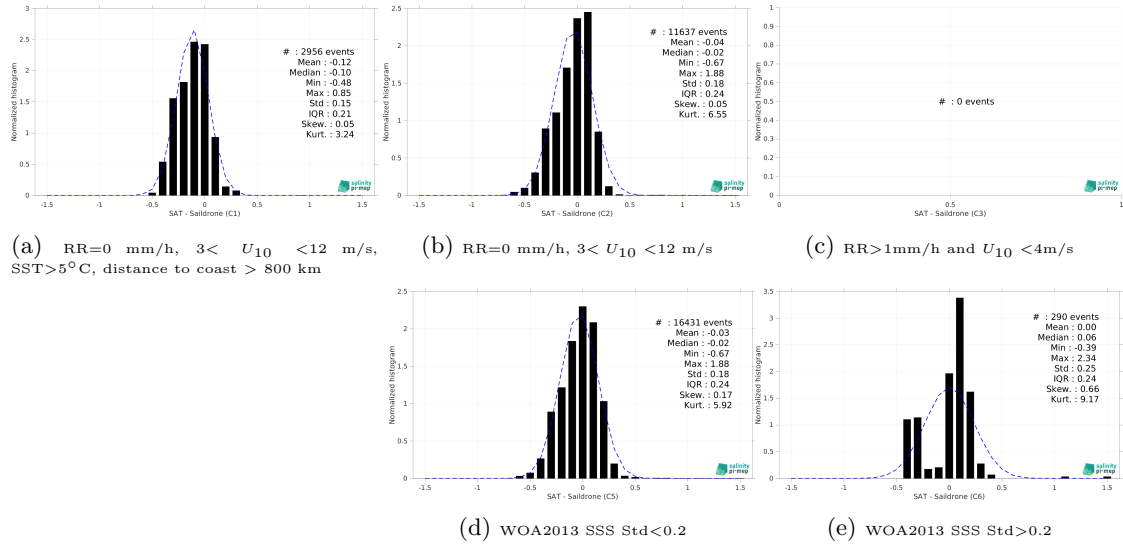 3
2.5
2
1.5
1
0.5
0
-1.5 -1 -0.5 0 0.5 1 1.5
Normalized histogram
SAT - Saildrone (C1)
# : 2956 events
Mean : -0.12
Median : -0.10
Min : -0.48
Max : 0.85
Std : 0.15
IQR : 0.21
Skew. : 0.05
Kurt. : 3.24
salinity
pi-mep
2.5
2
1.5
1
0.5
0
-1.5 -1 -0.5 0 0.5 1 1.5
Normalized histogram
SAT - Saildrone (C2)
# : 11637 events
Mean : -0.04
Median : -0.02
Min : -0.67
Max : 1.88
Std : 0.18
IQR : 0.24
Skew. : 0.05
Kurt. : 6.55
salinity
pi-mep
1
0.9
0.8
0.7
0.6
0.5
0.4
0.3
0.2
0.1
0
0 0.5 1
Normalized histogram
SAT - Saildrone (C3)
# : 0 events
salinity
pi-mep
(a) RR=0 mm/h, 3< U10 <12 m/s,
SST>5°C, distance to coast > 800 km
(b) RR=0 mm/h, 3< U10 <12 m/s
(c) RR>1mm/h and U10 <4m/s
2.5
2
1.5
1
0.5
0
-1.5 -1 -0.5 0 0.5 1 1.5
Normalized histogram
SAT - Saildrone (C5)
# : 16431 events
Mean : -0.03
Median : -0.02
Min : -0.67
Max : 1.88
Std : 0.18
IQR : 0.24
Skew. : 0.17
Kurt. : 5.92
salinity
pi-mep
3.5
3
2.5
2
1.5
1
0.5
0
-1.5 -1 -0.5 0 0.5 1 1.5
Normalized histogram
SAT - Saildrone (C6)
# : 290 events
Mean : 0.00
Median : 0.06
Min : -0.39
Max : 2.34
Std : 0.25
IQR : 0.24
Skew. : 0.66
Kurt. : 9.17
salinity
pi-mep
(d) WOA2013 SSS Std<0.2
(e) WOA2013 SSS Std>0.2